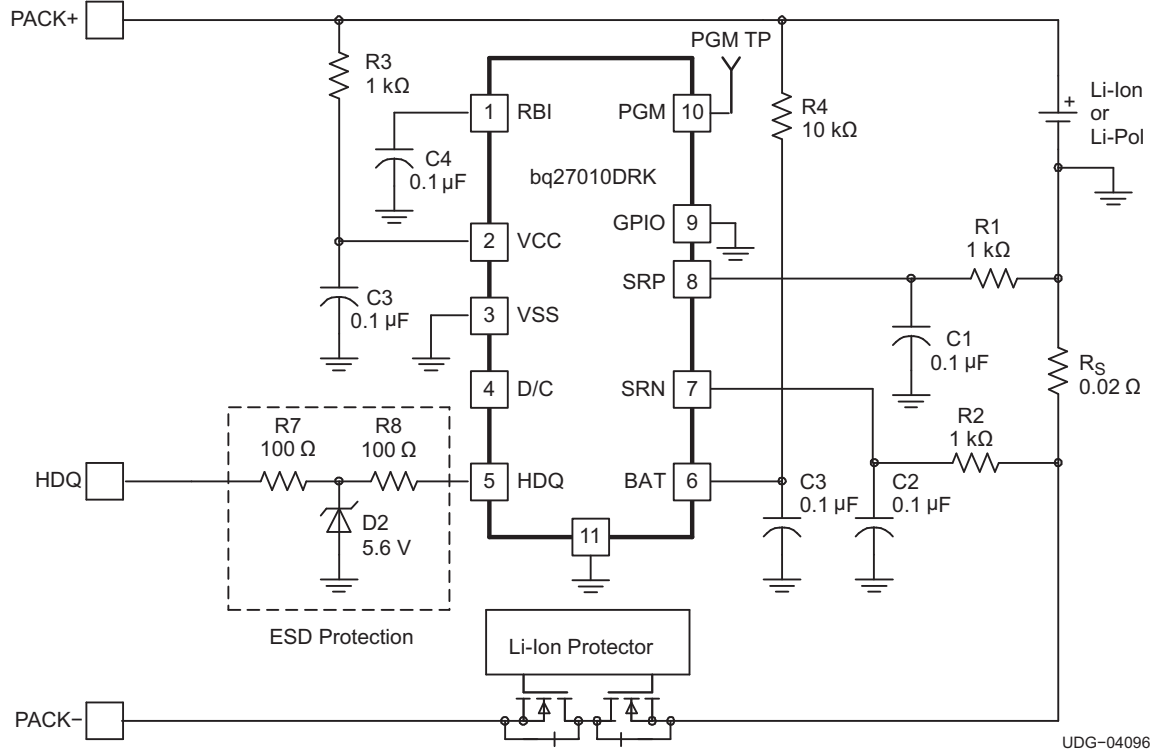 PACK+
R3
1 kΩ
PGM TP
1
RBI
PGM
10
R4
10 kΩ
+
Li-Ion
or
Li-Pol
C4
0.1 µF
bq27010DRK
2
VCC
GPIO
9
R1
1 kΩ
SRP
8
C3
0.1 µF
3
VSS
C1
0.1 µF
RS
0.02 Ω
4
D/C
SRN
7
R7
100 Ω
R8
100 Ω
R2
1 kΩ
HDQ
5
HDQ
BAT
6
C3
0.1 µF
C2
0.1 µF
D2
5.6 V
11
ESD Protection
Li-Ion Protector
PACK−
UDG−04096